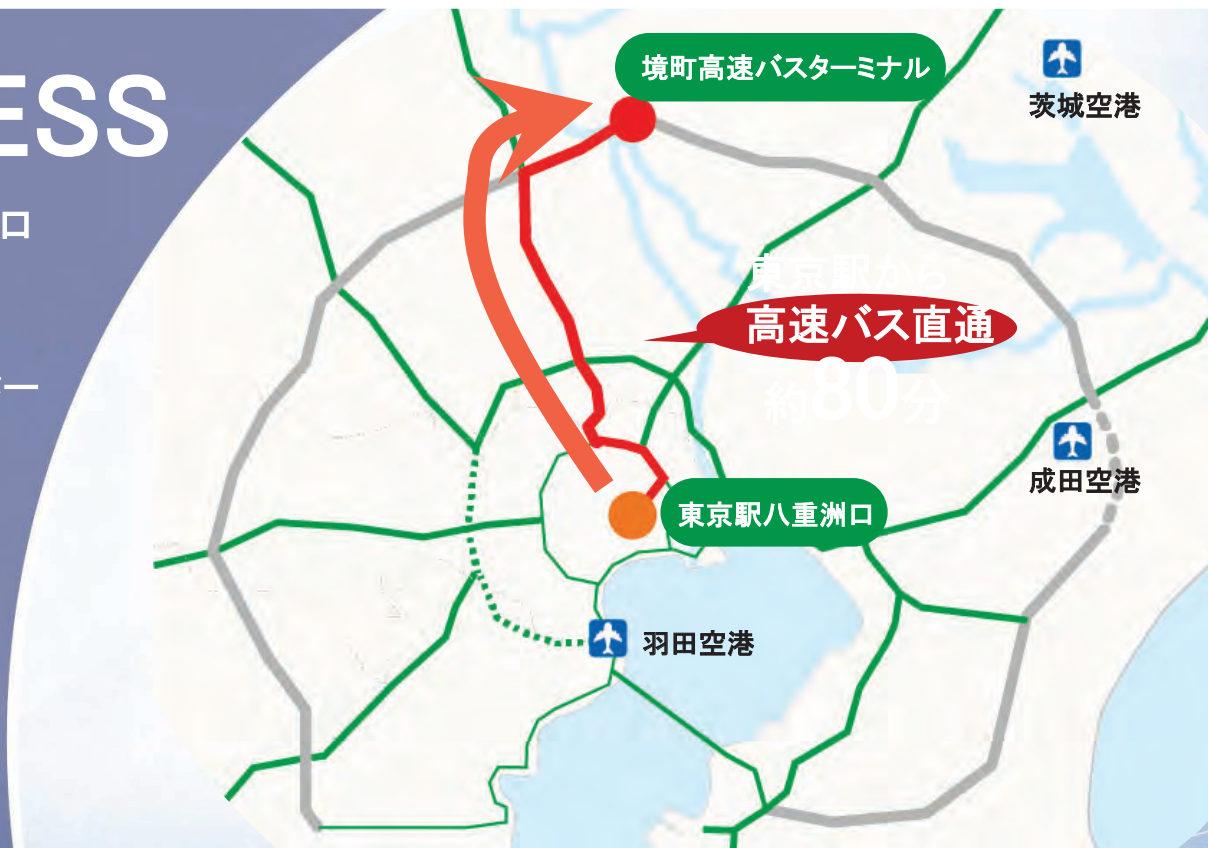 ESS
口
境町高速バスターミナル
茨城空港
東京駅から
高速バス直通
約80分
成田空港
東京駅八重洲口
羽田空港